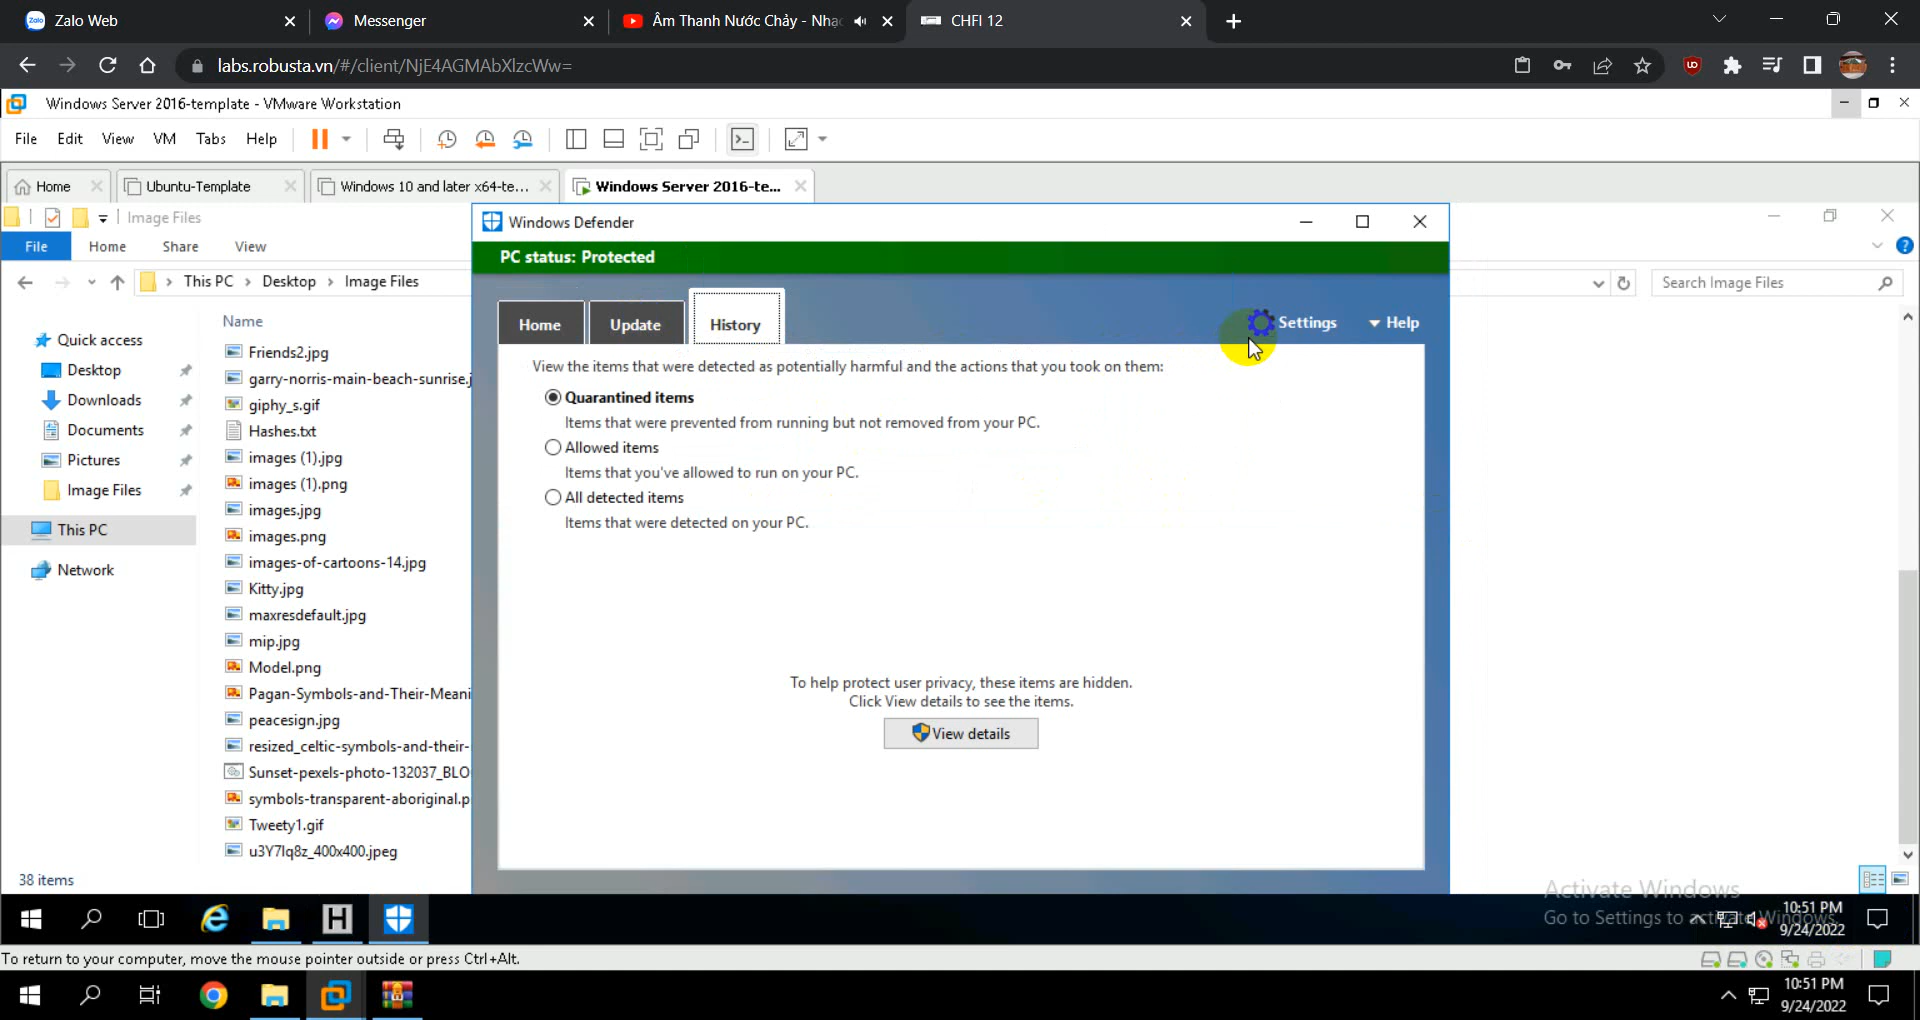 Zalo Web
Messenger
Âm Thanh Nước Chảy - Nhạc
CHFI 12
labs.robusta.vn/#/client/NjE4AGMAbXlzcWw=
Windows Server 2016-template - VMware Workstation
File Edit View VM Tabs Help
Home
Ubuntu-Template
Windows 10 and later x64-te...
Windows Server 2016-te...
Image Files
File Home Share View
This PC > Desktop > Image Files
Search Image Files
Quick access
Desktop
Downloads
Documents
Pictures
Image Files
This PC
Network
Name
Friends2.jpg
garry-norris-main-beach-sunrise.j
giphy_s.gif
Hashes.txt
images (1).jpg
images (1).png
images.jpg
images.png
images-of-cartoons-14.jpg
Kitty.jpg
maxresdefault.jpg
mip.jpg
Model.png
Pagan-Symbols-and-Their-Meani
peacesign.jpg
resized_celtic-symbols-and-their-
Sunset-pexels-photo-132037_BLO
symbols-transparent-aboriginal.p
Tweety1.gif
u3Y7lq8z_400x400.jpeg
38 items
Windows Defender
PC status: Protected
Home Update History
Settings Help
View the items that were detected as potentially harmful and the actions that you took on them:
Quarantined items
Items that were prevented from running but not removed from your PC.
Allowed items
Items that you've allowed to run on your PC.
All detected items
Items that were detected on your PC.
To help protect user privacy, these items are hidden.
Click View details to see the items.
View details
Activate Windows
Go to Settings to activate Windows.
10:51 PM
9/24/2022
To return to your computer, move the mouse pointer outside or press Ctrl+Alt.
10:51 PM
9/24/2022